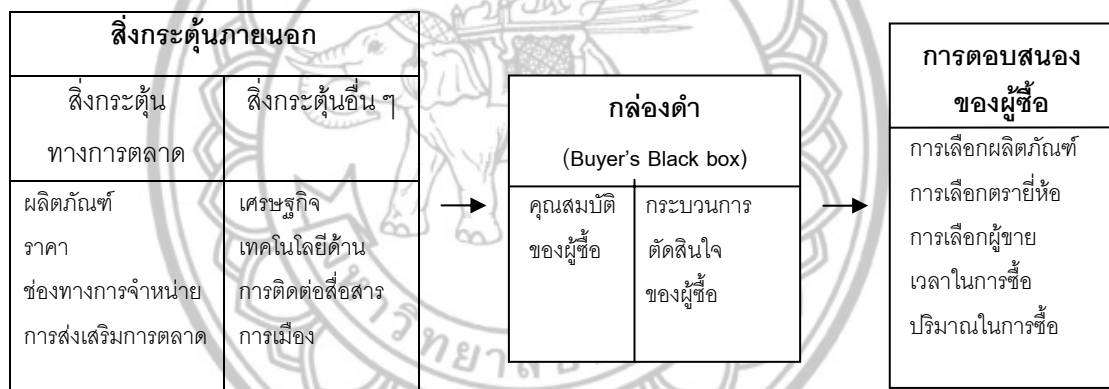 สิ่งกระตุ้นภายนอก
สิ่งกระตุ้น
ทางการตลาด
สิ่งกระตุ้นอื่น ๆ
ผลิตภัณฑ์
ราคา
ช่องทางการจำหน่าย
การส่งเสริมการตลาด
เศรษฐกิจ
เทคโนโลยีด้าน
การติดต่อสื่อสาร
การเมือง
กล่องดำ
(Buyer's Black box)
คุณสมบัติ
ของผู้ซื้อ
กระบวนการ
ตัดสินใจ
ของผู้ซื้อ
การตอบสนอง
ของผู้ซื้อ
การเลือกผลิตภัณฑ์
การเลือกตรายี่ห้อ
การเลือกผู้ขาย
เวลาในการซื้อ
ปริมาณในการซื้อ